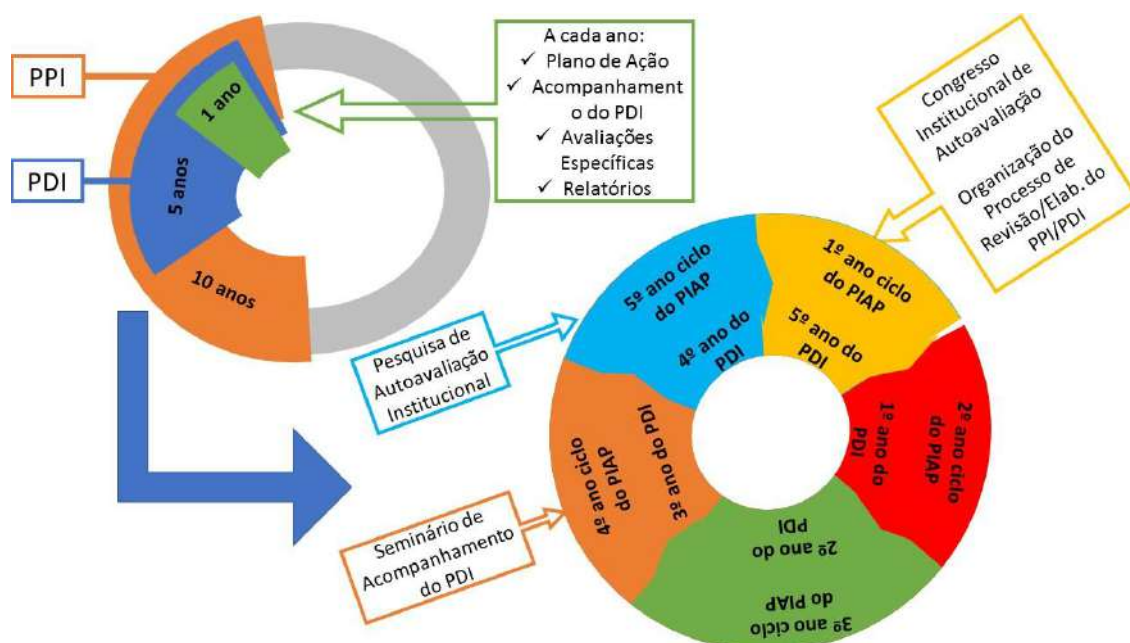 PPI
PDI
1 ano
5 anos
10 anos
A cada ano:
✓ Plano de Ação
✓ Acompanhament
o do PDI
✓ Avaliações
Específicas
✓ Relatórios
Congresso
Institucional de
Autoavaliação
Organização do
Processo de
Revisão/Elab. do
PPI/PDI
5º ano ciclo
do PIAP
4º ano do
PDI
1º ano ciclo
do PIAP
5º ano do
PDI
2º ano ciclo
do PIAP
1º ano do
PDI
2º ano do
PDI
3º ano ciclo
do PIAP
4º ano ciclo
do PIAP
3º ano do PDI
Pesquisa de
Autoavaliação
Institucional
Seminário de
Acompanhamento
do PDI